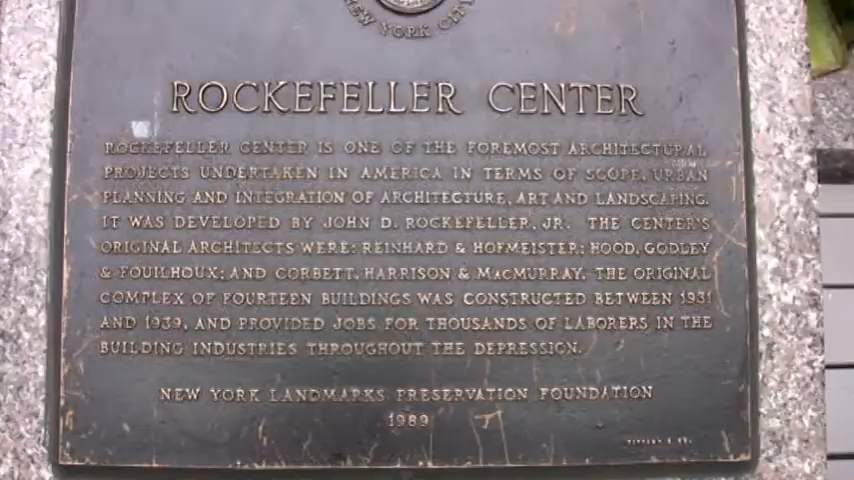 NEW YORK CITY
ROCKEFELLER CENTER
ROCKEFELLER CENTER IS ONE OF THE FOREMOST ARCHITECTURAL
PROJECTS UNDERTAKEN IN AMERICA IN TERMS OF SCOPE, URBAN
PLANNING AND INTEGRATION OF ARCHITECTURE, ART AND LANDSCAPING.
IT WAS DEVELOPED BY JOHN D. ROCKEFELLER, JR. THE CENTER'S
ORIGINAL ARCHITECTS WERE: REINHARD & HOFMEISTER; HOOD, GODLEY
& FOUILHOUX; AND CORBETT, HARRISON & MACMURRAY. THE ORIGINAL
COMPLEX OF FOURTEEN BUILDINGS WAS CONSTRUCTED BETWEEN 1931
AND 1939, AND PROVIDED JOBS FOR THOUSANDS OF LABORERS IN THE
BUILDING INDUSTRIES THROUGHOUT THE DEPRESSION.
NEW YORK LANDMARKS PRESERVATION FOUNDATION
1989
TIFFANY & CO.